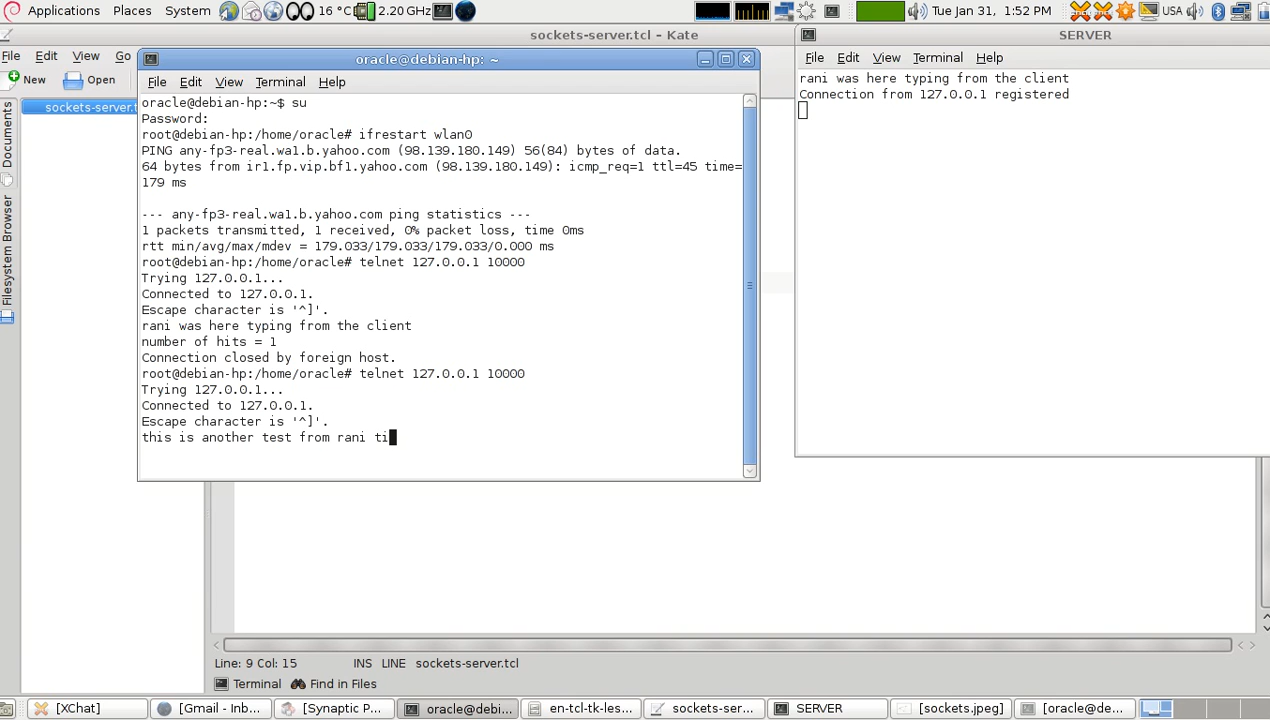 Applications Places System 16 °C 2.20 GHz Tue Jan 31, 1:52 PM USA
sockets-server.tcl - Kate
File Edit View Go
New Open
Documents
Filesystem Browser
sockets-server.t
oracle@debian-hp: ~
File Edit View Terminal Help
oracle@debian-hp:~$ su
Password:
root@debian-hp:/home/oracle# ifrestart wlan0
PING any-fp3-real.wa1.b.yahoo.com (98.139.180.149) 56(84) bytes of data.
64 bytes from ir1.fp.vip.bf1.yahoo.com (98.139.180.149): icmp_req=1 ttl=45 time=
179 ms
--- any-fp3-real.wa1.b.yahoo.com ping statistics ---
1 packets transmitted, 1 received, 0% packet loss, time 0ms
rtt min/avg/max/mdev = 179.033/179.033/179.033/0.000 ms
root@debian-hp:/home/oracle# telnet 127.0.0.1 10000
Trying 127.0.0.1...
Connected to 127.0.0.1.
Escape character is '^]'.
rani was here typing from the client
number of hits = 1
Connection closed by foreign host.
root@debian-hp:/home/oracle# telnet 127.0.0.1 10000
Trying 127.0.0.1...
Connected to 127.0.0.1.
Escape character is '^]'.
this is another test from rani ti
SERVER
File Edit View Terminal Help
rani was here typing from the client
Connection from 127.0.0.1 registered
Line: 9 Col: 15 INS LINE sockets-server.tcl
Terminal Find in Files
[XChat] [Gmail - Inb... [Synaptic P... oracle@debi... en-tcl-tk-les... sockets-ser... SERVER [sockets.jpeg] [oracle@de...